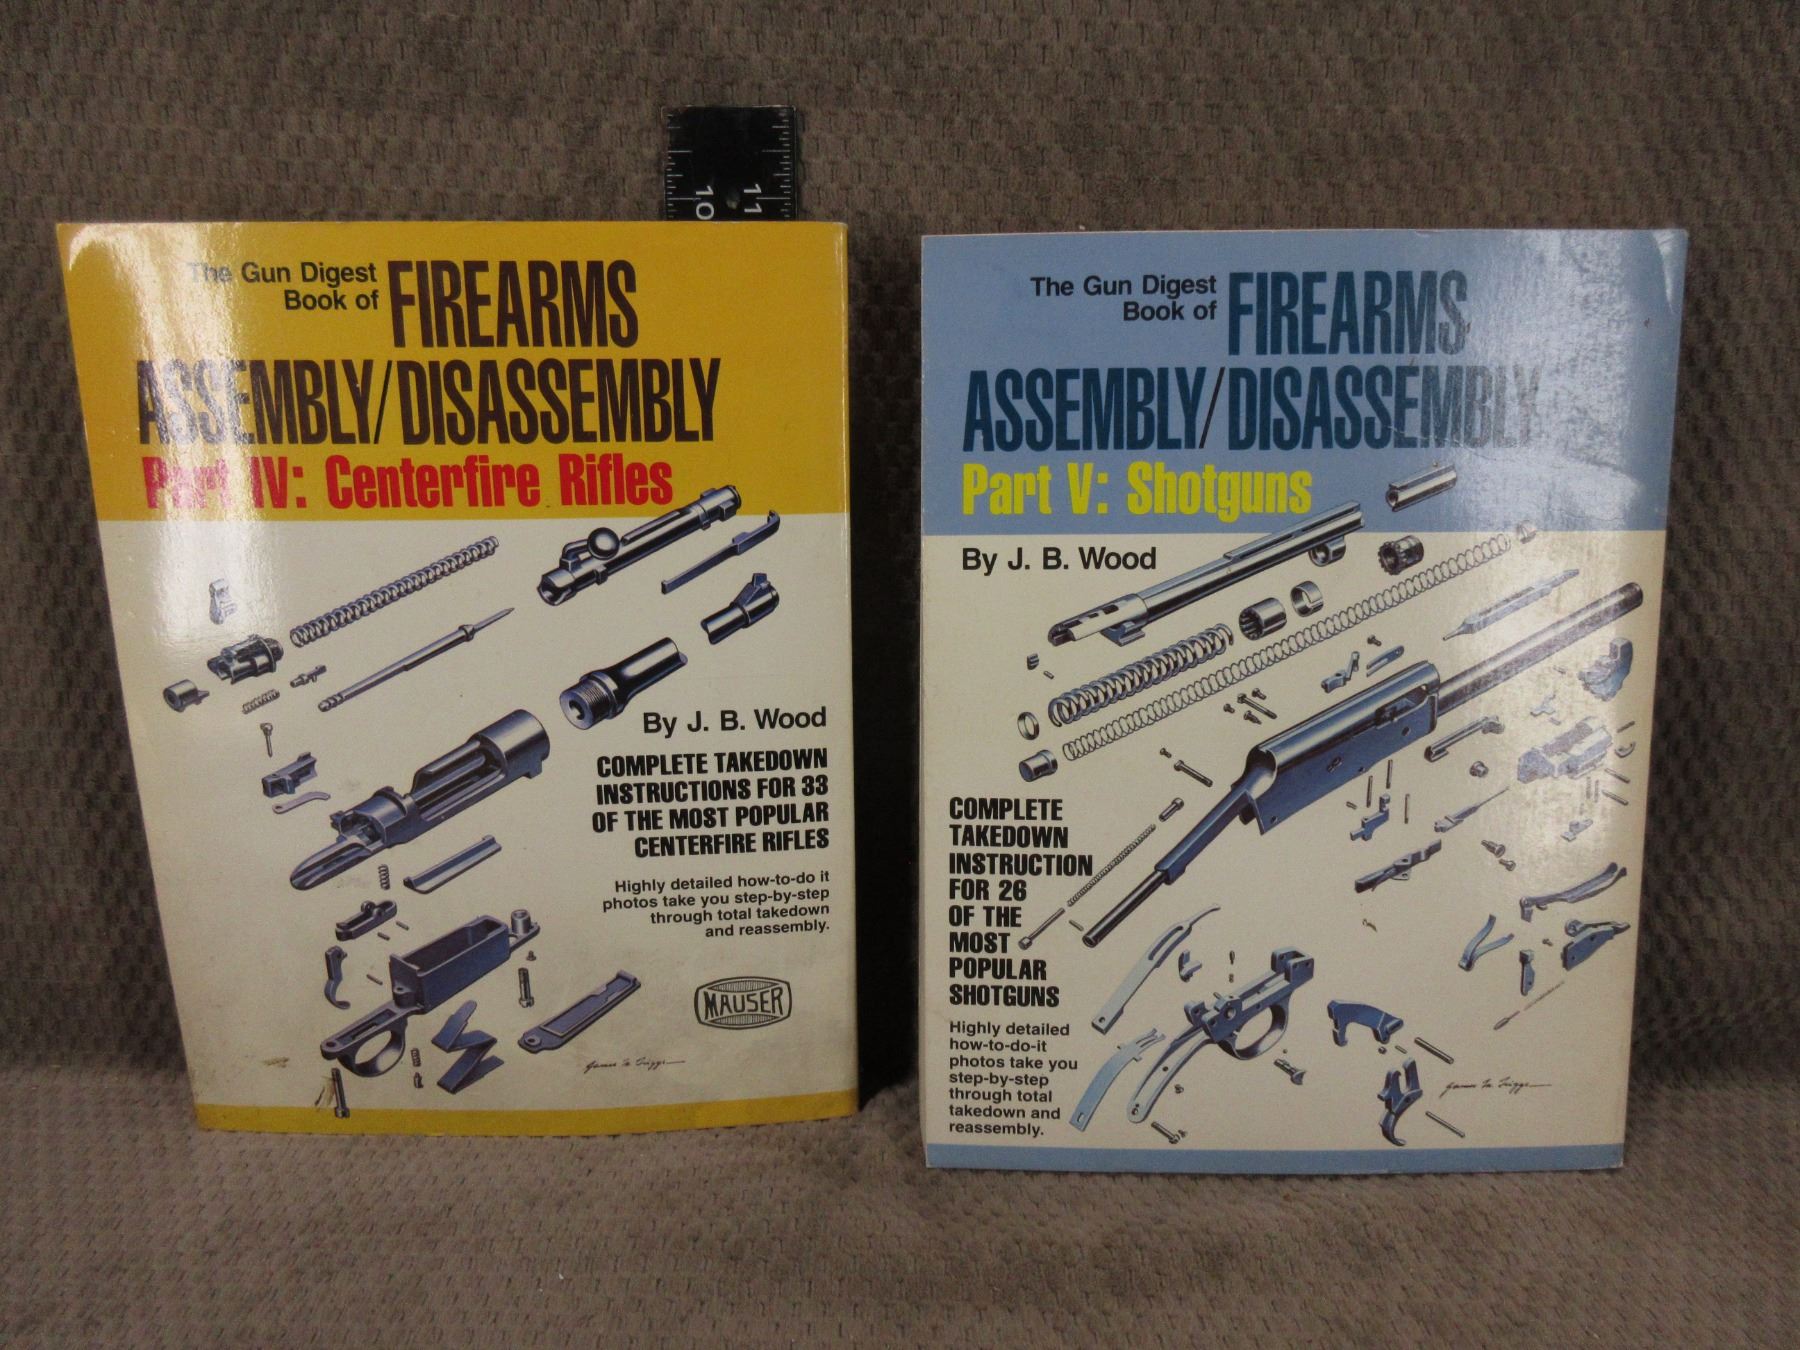 10
11
The Gun Digest
Book of FIREARMS
ASSEMBLY/DISASSEMBLY
Part IV: Centerfire Rifles
By J. B. Wood
COMPLETE TAKEDOWN
INSTRUCTIONS FOR 33
OF THE MOST POPULAR
CENTERFIRE RIFLES
Highly detailed how-to-do it
photos take you step-by-step
through total takedown
and reassembly.
MAUSER
The Gun Digest
Book of FIREARMS
ASSEMBLY/DISASSEMBLY
Part V: Shotguns
By J. B. Wood
COMPLETE
TAKEDOWN
INSTRUCTION
FOR 26
OF THE
MOST
POPULAR
SHOTGUNS
Highly detailed
how-to-do-it
photos take you
step-by-step
through total
takedown and
reassembly.